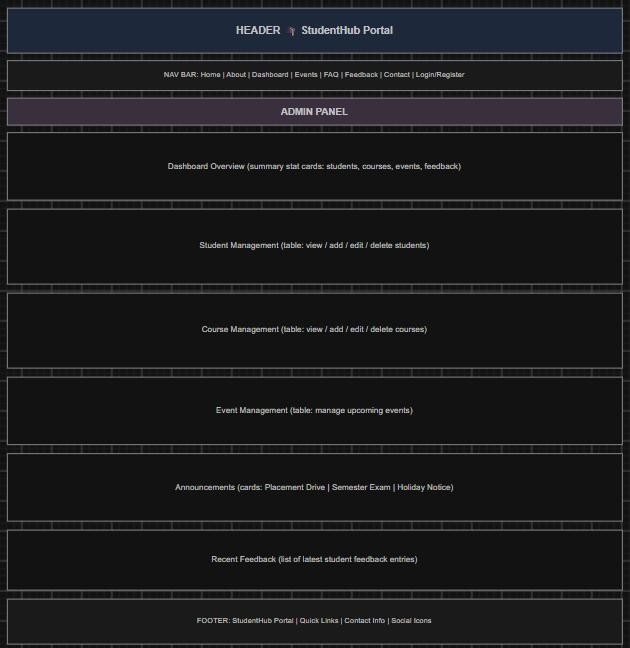 HEADER StudentHub Portal
NAV BAR: Home | About | Dashboard | Events | FAQ | Feedback | Contact | Login/Register
ADMIN PANEL
Dashboard Overview (summary stat cards: students, courses, events, feedback)
Student Management (table: view / add / edit / delete students)
Course Management (table: view / add / edit / delete courses)
Event Management (table: manage upcoming events)
Announcements (cards: Placement Drive | Semester Exam | Holiday Notice)
Recent Feedback (list of latest student feedback entries)
FOOTER: StudentHub Portal | Quick Links | Contact Info | Social Icons